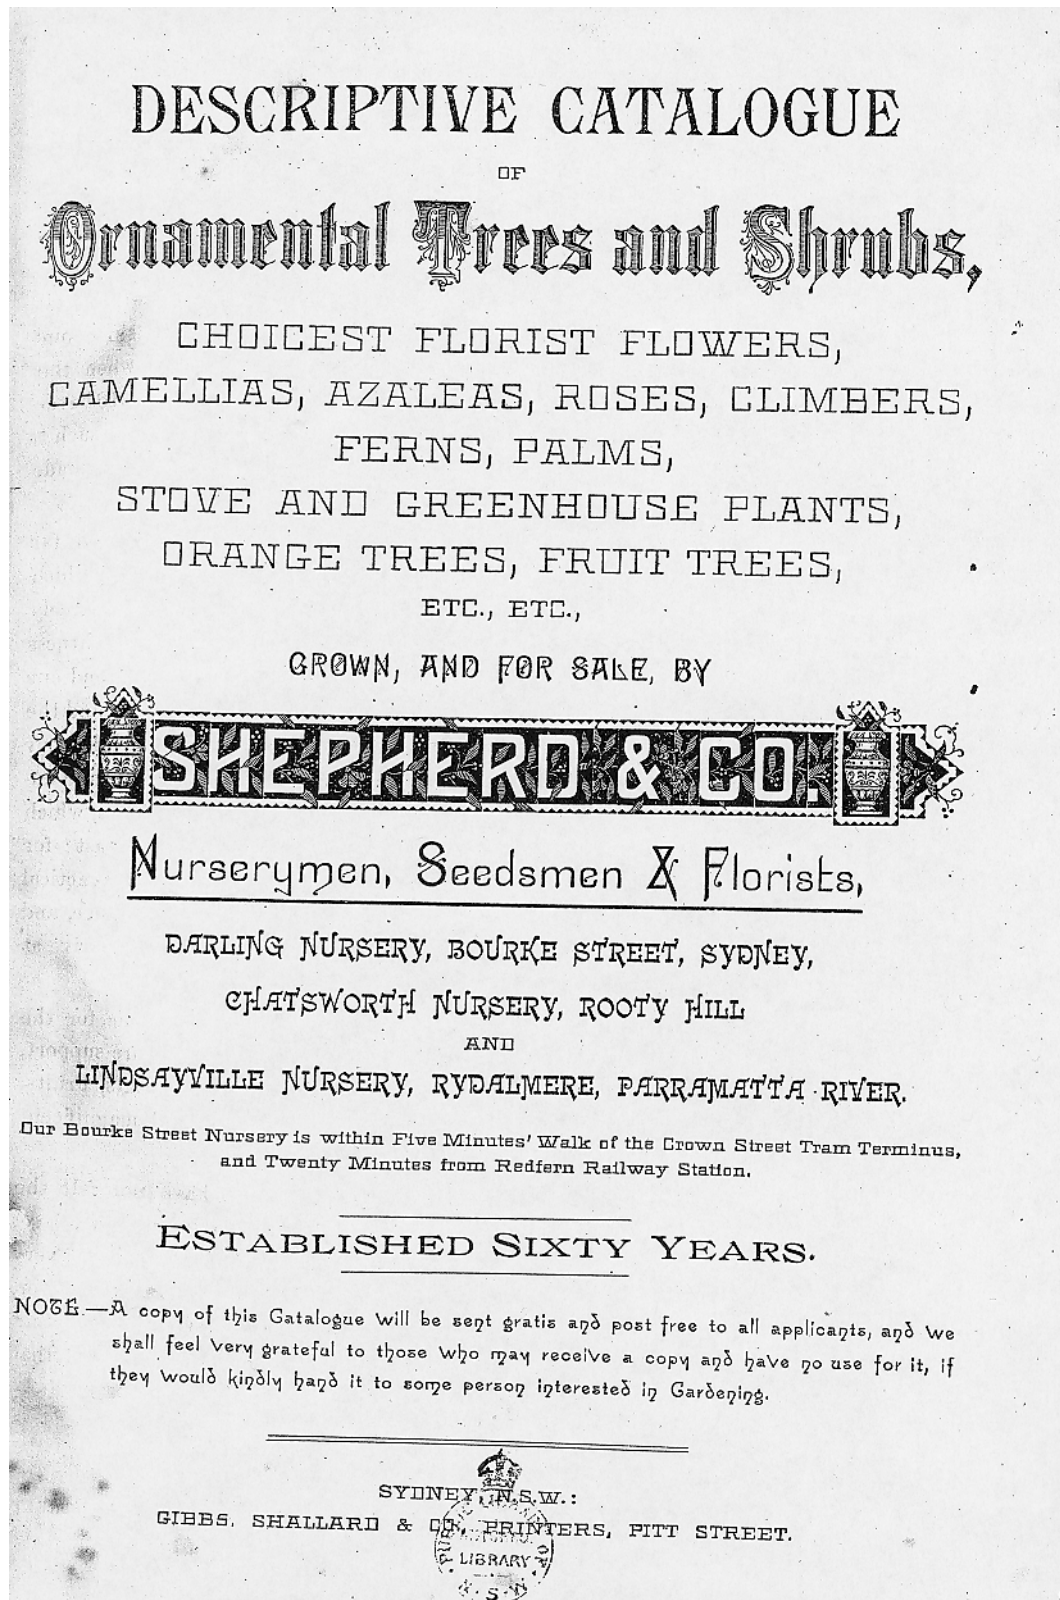 DESCRIPTIVE CATALOGUE
OF
Ornamental Trees and Shrubs,
CHOICEST FLORIST FLOWERS,
CAMELLIAS, AZALEAS, ROSES, CLIMBERS,
FERNS, PALMS,
STOVE AND GREENHOUSE PLANTS,
ORANGE TREES, FRUIT TREES,
ETC., ETC.,
GROWN, AND FOR SALE, BY
SHEPHERD & CO.
Nurserymen, Seedsmen & Florists,
DARLING NURSERY, BOURKE STREET, SYDNEY,
CHATSWORTH NURSERY, ROOTY HILL
AND
LINDSAYVILLE NURSERY, RYDALMERE, PARRAMATTA RIVER.
Our Bourke Street Nursery is within Five Minutes' Walk of the Crown Street Tram Terminus,
and Twenty Minutes from Redfern Railway Station.
ESTABLISHED SIXTY YEARS.
NOTE.—A copy of this Catalogue will be sent gratis and post free to all applicants, and we
shall feel very grateful to those who may receive a copy and have no use for it, if
they would kindly hand it to some person interested in Gardening.
SYDNEY, N.S.W.:
GIBBS, SHALLARD & CO., PRINTERS, PITT STREET.
LIBRARY